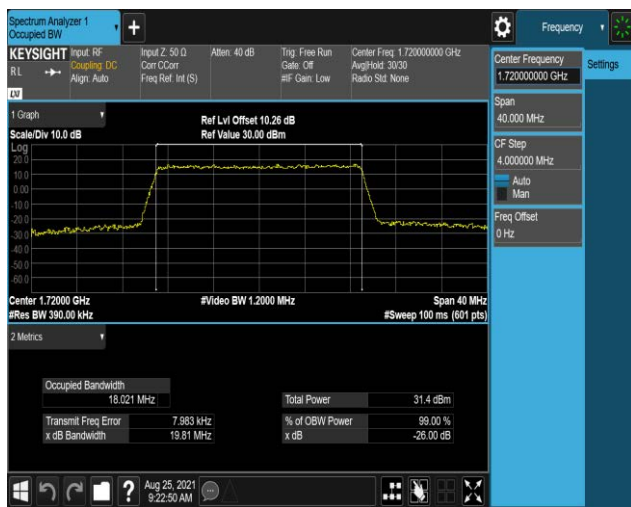 Spectrum Analyzer 1
Occupied BW
+
Frequency
KEYSIGHT
RL
LXI
Input: RF
Coupling: DC
Align: Auto
Input Z: 50 Ω
Corr CCorr
Freq Ref: Int (S)
Atten: 40 dB
Trig: Free Run
Gate: Off
#IF Gain: Low
Center Freq: 1.720000000 GHz
Avg|Hold: 30/30
Radio Std: None
Center Frequency
1.720000000 GHz
Settings
Span
40.000 MHz
CF Step
4.000000 MHz
Auto
Man
Freq Offset
0 Hz
1 Graph
Scale/Div 10.0 dB
Ref Lvl Offset 10.26 dB
Ref Value 30.00 dBm
Log
20.0
10.0
0.00
-10.0
-20.0
-30.0
-40.0
-50.0
-60.0
Center 1.72000 GHz
#Video BW 1.2000 MHz
Span 40 MHz
#Res BW 390.00 kHz
#Sweep 100 ms (601 pts)
2 Metrics
Occupied Bandwidth
18.021 MHz
Total Power 31.4 dBm
Transmit Freq Error 7.983 kHz
% of OBW Power 99.00 %
x dB Bandwidth 19.81 MHz
x dB -26.00 dB
?
Aug 25, 2021
9:22:50 AM